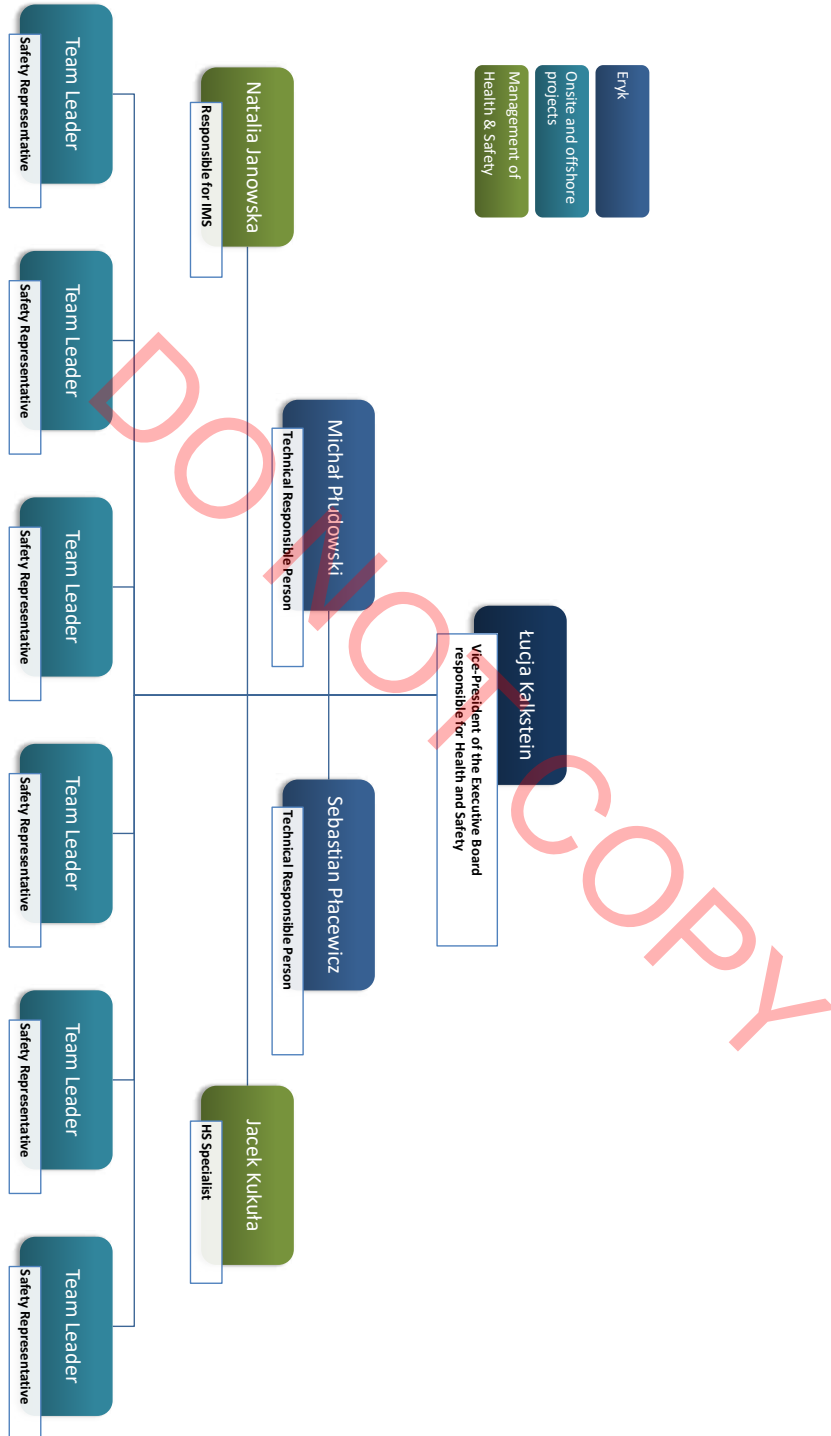 Eryk
Onsite and offshore
projects
Management of
Health & Safety
Łucja Kalkstein
Vice-President of the Executive Board
responsible for Health and Safety
Michał Płudowski
Technical Responsible Person
Sebastian Płacewicz
Technical Responsible Person
Natalia Janowska
Responsible for IMS
Jacek Kukuła
HS Specialist
Team Leader
Safety Representative
Team Leader
Safety Representative
Team Leader
Safety Representative
Team Leader
Safety Representative
Team Leader
Safety Representative
Team Leader
Safety Representative
DO NOT COPY